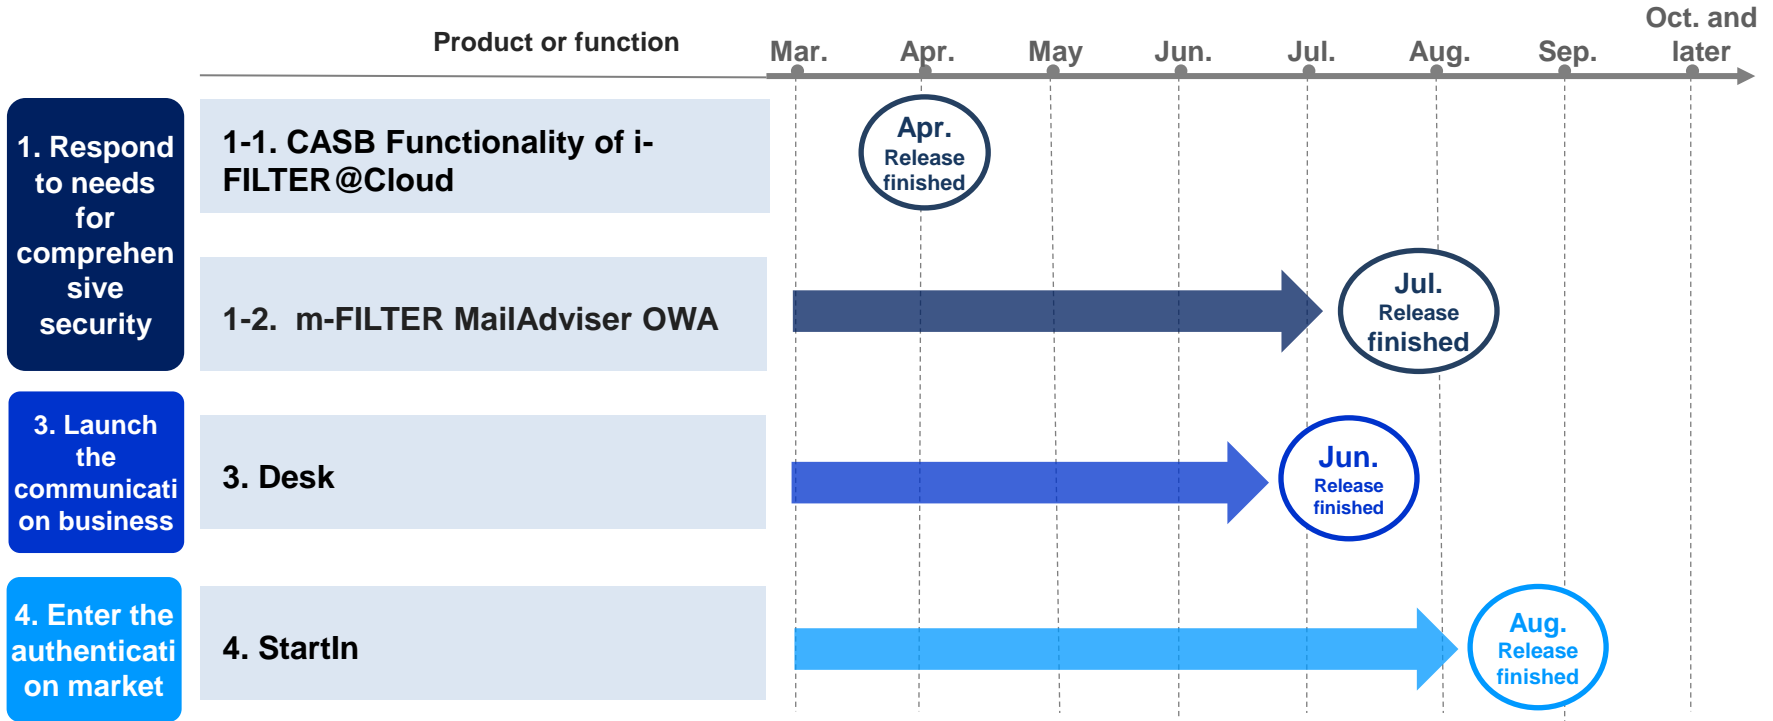 Product or function
Mar.
Apr.
May
Jun.
Jul.
Aug.
Sep.
Oct. and
later
1. Respond
to needs
for
comprehen
sive
security
1-1. CASB Functionality of i-
FILTER@Cloud
Apr.
Release
finished
1-2.  m-FILTER MailAdviser OWA
Jul.
Release
finished
3. Launch
the
communicati
on business
3. Desk
Jun.
Release
finished
4. Enter the
authenticati
on market
4. StartIn
Aug.
Release
finished